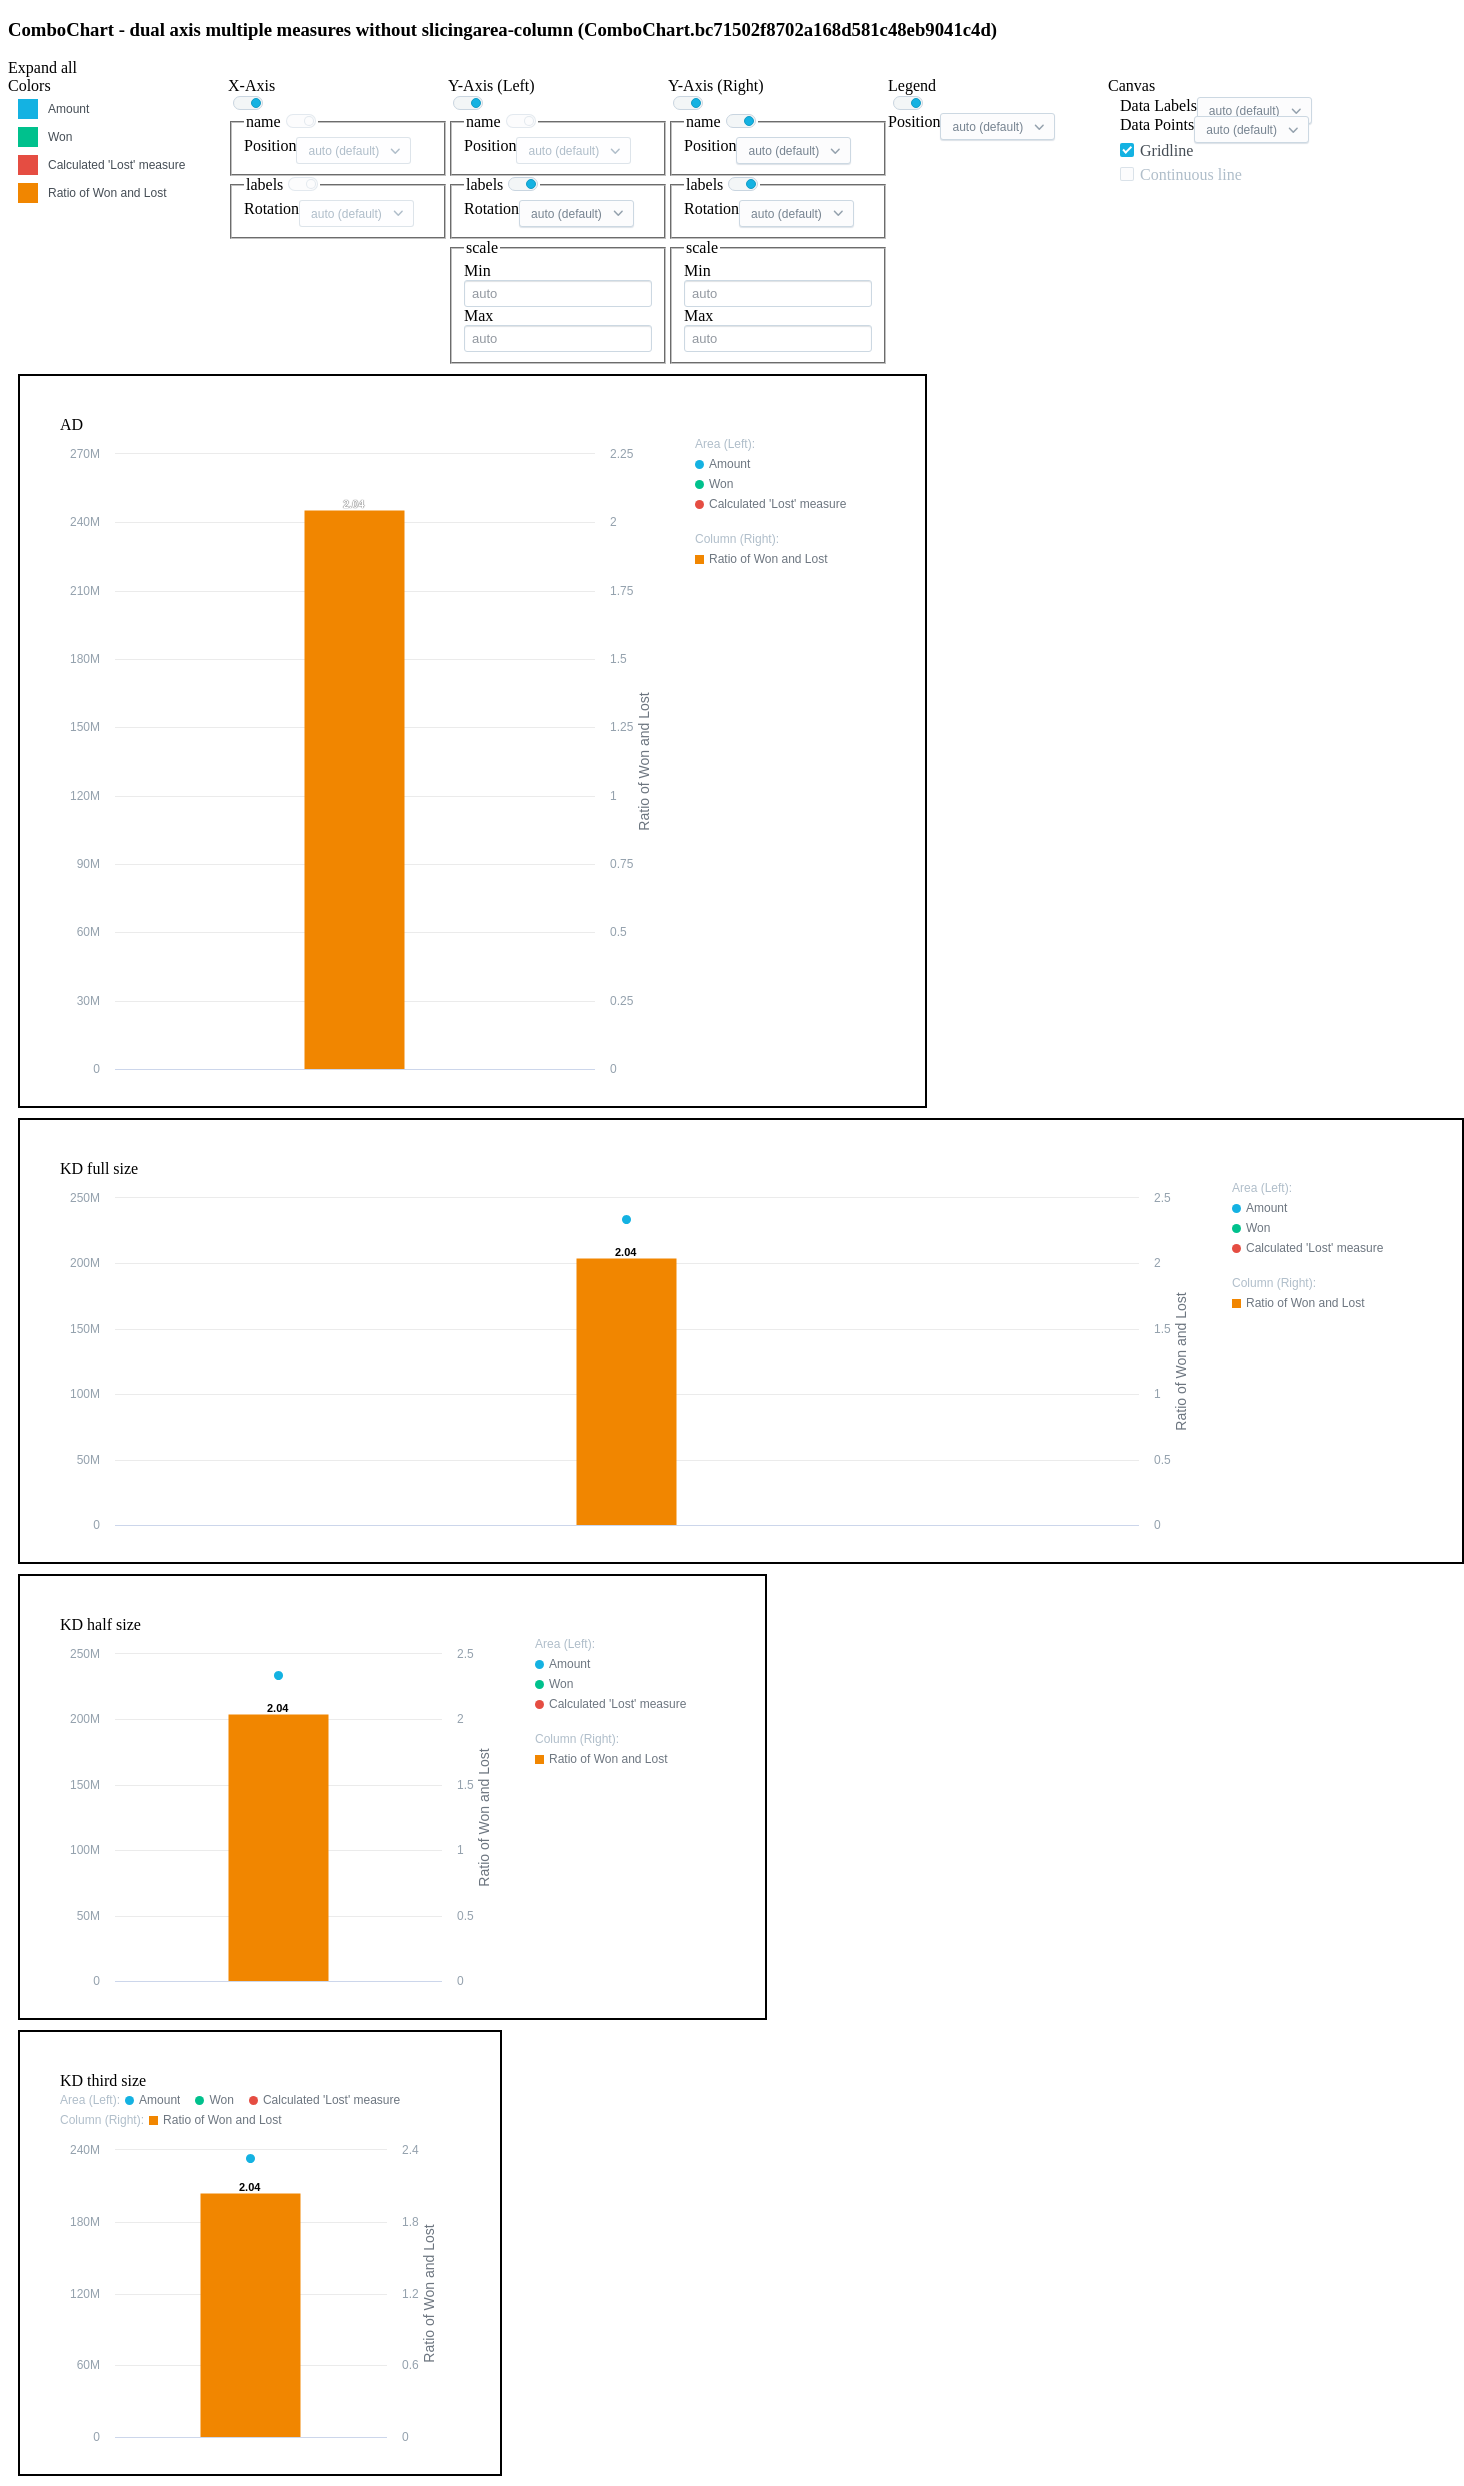 ComboChart - dual axis multiple measures without slicingarea-column (ComboChart.bc71502f8702a168d581c48eb9041c4d)
Expand all
Colors
Amount
Won
Calculated 'Lost' measure
Ratio of Won and Lost
X-Axis
name
Position auto (default)
labels
Rotation auto (default)
Y-Axis (Left)
name
Position auto (default)
labels
Rotation auto (default)
scale
Min
auto
Max
auto
Y-Axis (Right)
name
Position auto (default)
labels
Rotation auto (default)
scale
Min
auto
Max
auto
Legend
Position auto (default)
Canvas
Data Labels auto (default)
Data Points auto (default)
Gridline
Continuous line
AD
270M
240M
210M
180M
150M
120M
90M
60M
30M
0
2.04
2.25
2
1.75
1.5
1.25
1
0.75
0.5
0.25
0
Ratio of Won and Lost
Area (Left):
Amount
Won
Calculated 'Lost' measure
Column (Right):
Ratio of Won and Lost
KD full size
250M
200M
150M
100M
50M
0
2.04
2.5
2
1.5
1
0.5
0
Ratio of Won and Lost
Area (Left):
Amount
Won
Calculated 'Lost' measure
Column (Right):
Ratio of Won and Lost
KD half size
250M
200M
150M
100M
50M
0
2.04
2.5
2
1.5
1
0.5
0
Ratio of Won and Lost
Area (Left):
Amount
Won
Calculated 'Lost' measure
Column (Right):
Ratio of Won and Lost
KD third size
Area (Left): Amount Won Calculated 'Lost' measure
Column (Right): Ratio of Won and Lost
240M
180M
120M
60M
0
2.04
2.4
1.8
1.2
0.6
0
Ratio of Won and Lost